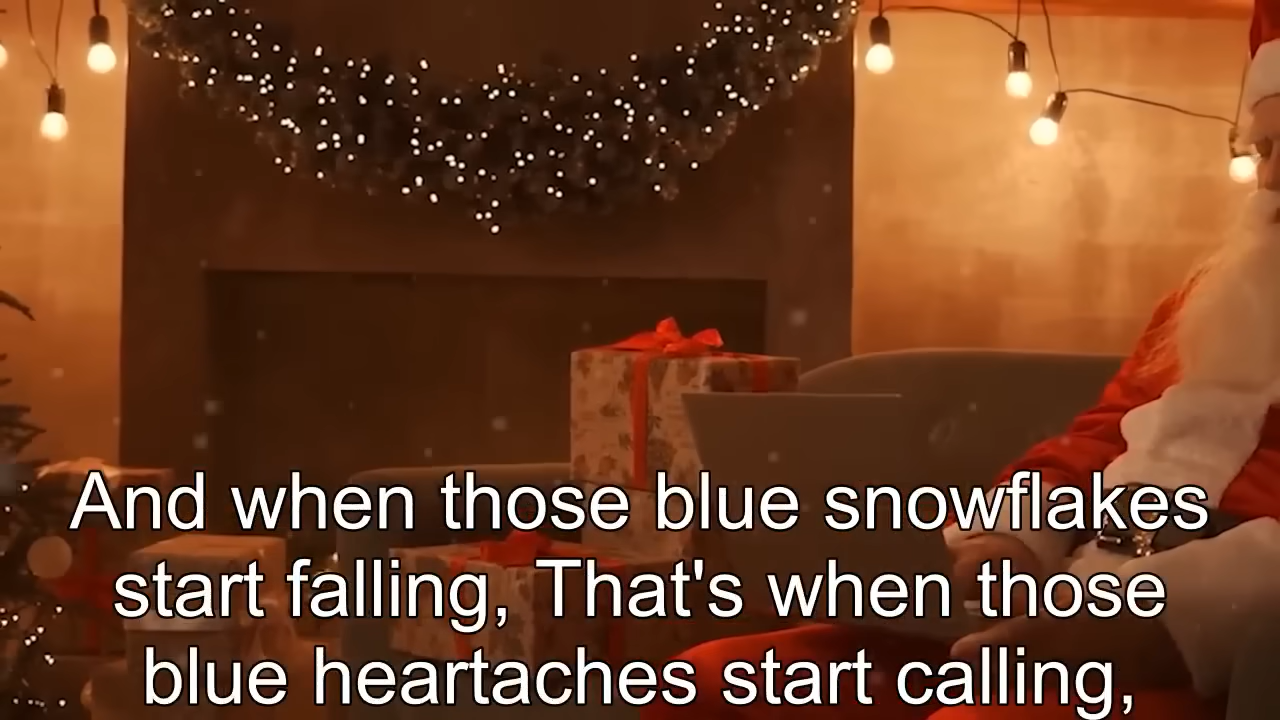 And when those blue snowflakes
start falling, That's when those
blue heartaches start calling,